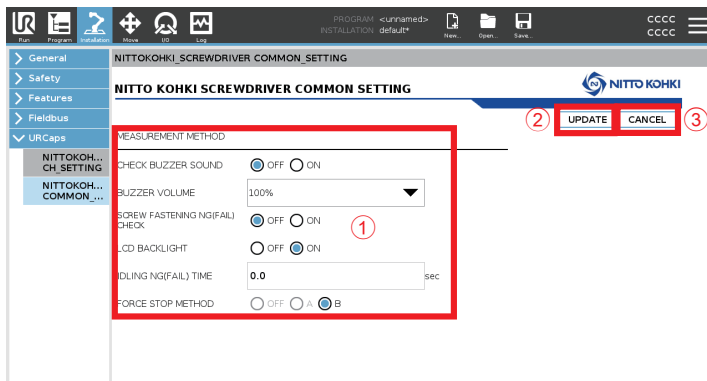 UR
PROGRAM <unnamed>
INSTALLATION default*
CCCC
CCCC
Run Program Installation Move I/O Log New... Open... Save...
General
Safety
Features
Fieldbus
URCaps
NITTOKOH...
CH_SETTING
NITTOKOH...
COMMON_...
NITTOKOHKI_SCREWDRIVER COMMON_SETTING
NITTO KOHKI
NITTO KOHKI SCREWDRIVER COMMON SETTING
② UPDATE CANCEL ③
MEASUREMENT METHOD
CHECK BUZZER SOUND OFF ON
BUZZER VOLUME 100%
SCREW FASTENING NG(FAIL)
CHECK OFF ON
①
LCD BACKLIGHT OFF ON
IDLING NG(FAIL) TIME 0.0 sec
FORCE STOP METHOD OFF A B